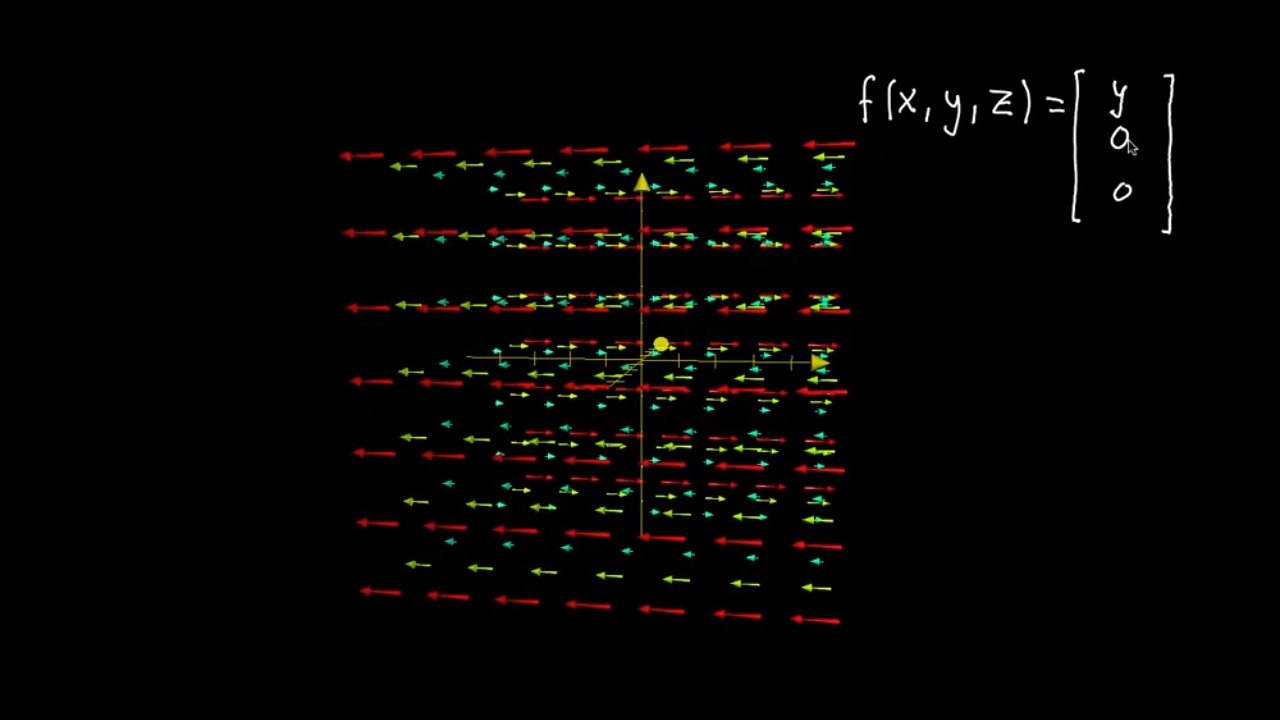 f(x, y, z) = [ y
0
0 ]